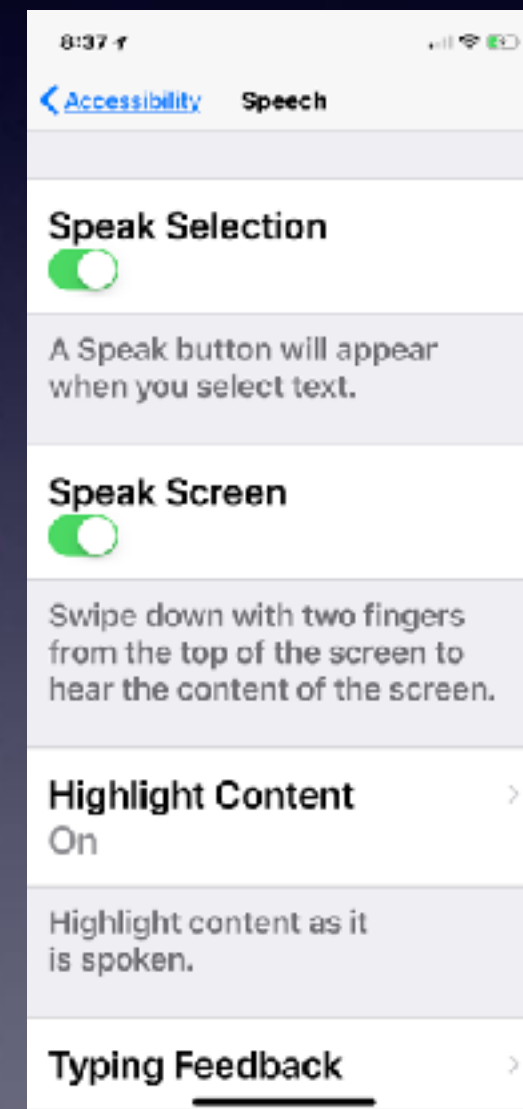 8:37
Accessibility Speech
Speak Selection
A Speak button will appear
when you select text.
Speak Screen
Swipe down with two fingers
from the top of the screen to
hear the content of the screen.
Highlight Content
On
Highlight content as it
is spoken.
Typing Feedback